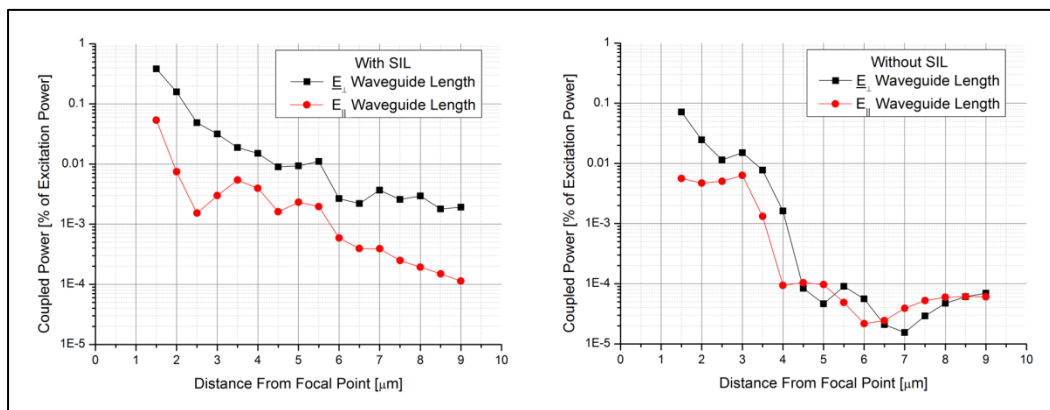 With SIL
E⊥ Waveguide Length
E|| Waveguide Length
Coupled Power [% of Excitation Power]
1
0.1
0.01
1E-3
1E-4
1E-5
0 1 2 3 4 5 6 7 8 9 10
Distance From Focal Point [μm]
Without SIL
E⊥ Waveguide Length
E|| Waveguide Length
Coupled Power [% of Excitation Power]
1
0.1
0.01
1E-3
1E-4
1E-5
0 1 2 3 4 5 6 7 8 9 10
Distance From Focal Point [μm]